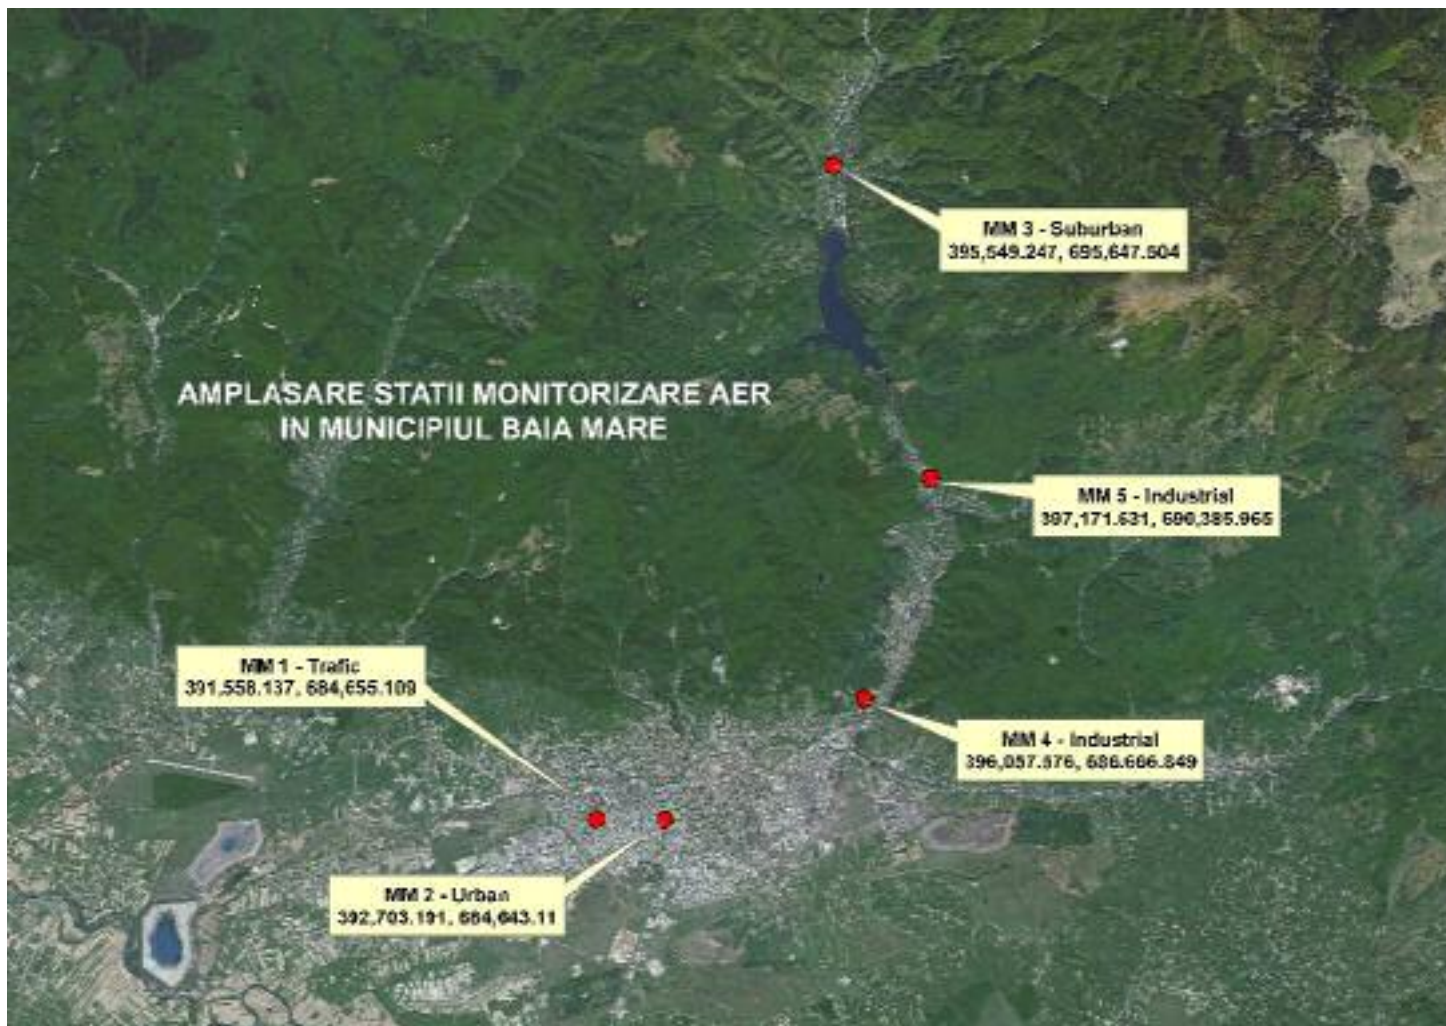 MM 3 - Suburban
395,549.247, 695,647.504
AMPLASARE STATII MONITORIZARE AER
IN MUNICIPIUL BAIA MARE
MM 5 - Industrial
397,171.631, 690,385.965
MM 1 - Trafic
391,558.137, 684,655.109
MM 4 - Industrial
396,057.576, 686.666.849
MM 2 - Urban
392,703.191, 684,643.11